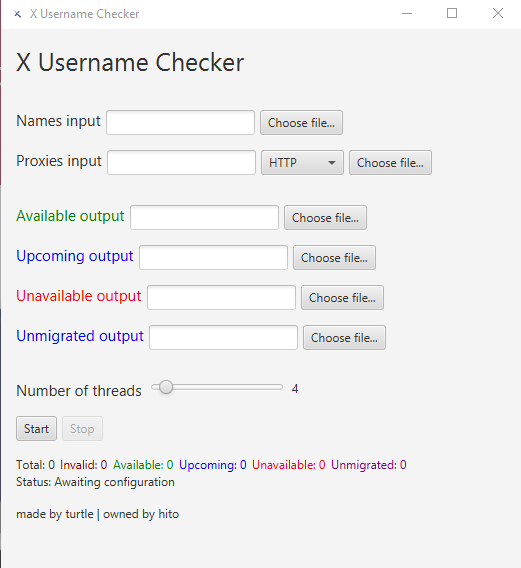 X Username Checker
X Username Checker
Names input Choose file...
Proxies input HTTP Choose file...
Available output Choose file...
Upcoming output Choose file...
Unavailable output Choose file...
Unmigrated output Choose file...
Number of threads 4
Start Stop
Total: 0 Invalid: 0 Available: 0 Upcoming: 0 Unavailable: 0 Unmigrated: 0
Status: Awaiting configuration
made by turtle | owned by hito